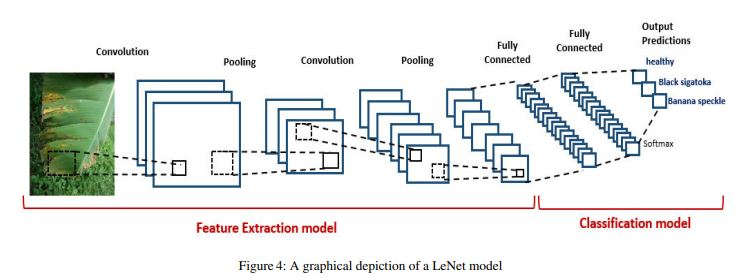 Convolution
Pooling
Convolution
Pooling
Fully
Connected
Fully
Connected
Output
Predictions
healthy
Black sigatoka
Banana speckle
Softmax
Feature Extraction model
Classification model
Figure 4: A graphical depiction of a LeNet model